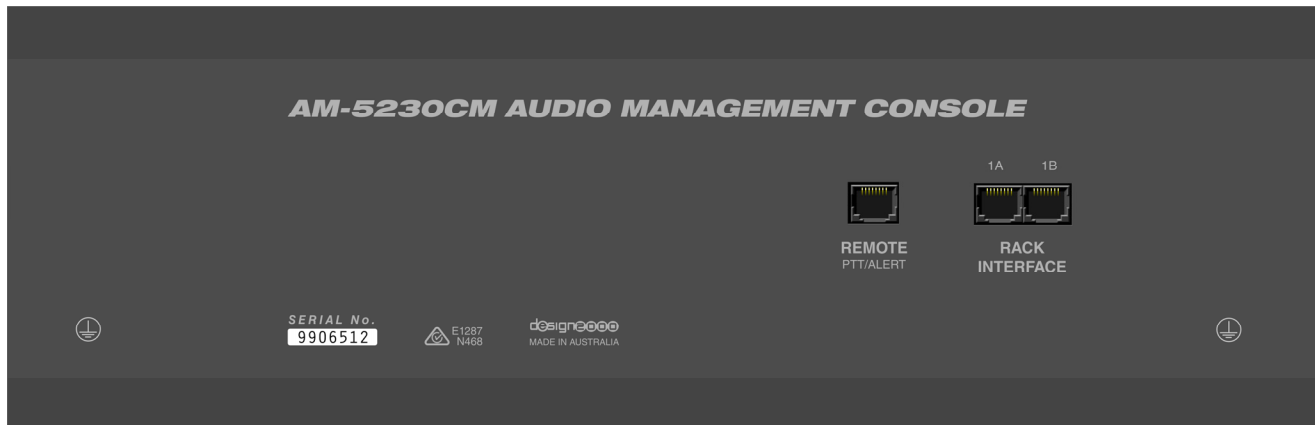 AM-5230CM AUDIO MANAGEMENT CONSOLE
1A 1B
REMOTE
PTT/ALERT
RACK
INTERFACE
SERIAL No.
9906512
E1287
N468
design2000
MADE IN AUSTRALIA